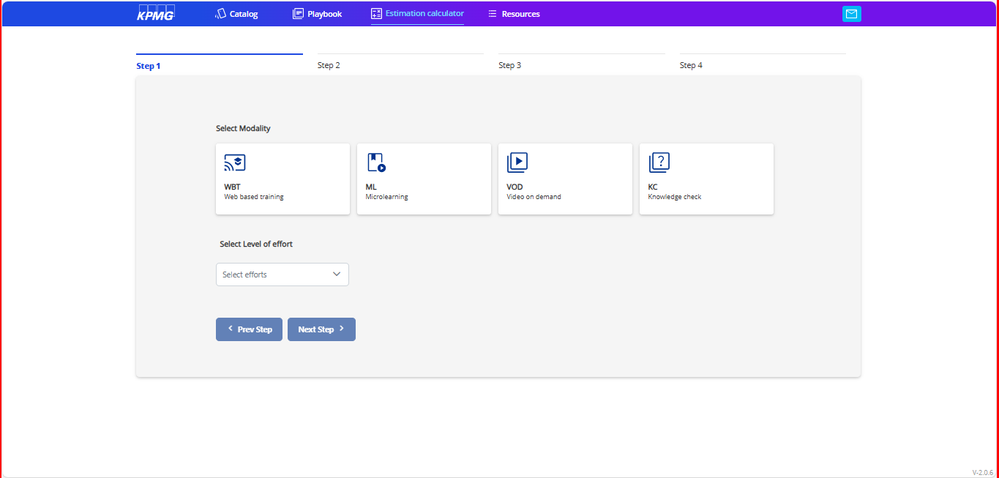 KPMG Catalog Playbook Estimation calculator Resources
Step 1 Step 2 Step 3 Step 4
Select Modality
WBT
Web based training
ML
Microlearning
VOD
Video on demand
?
KC
Knowledge check
Select Level of effort
Select efforts
Prev Step Next Step
V-2.0.6